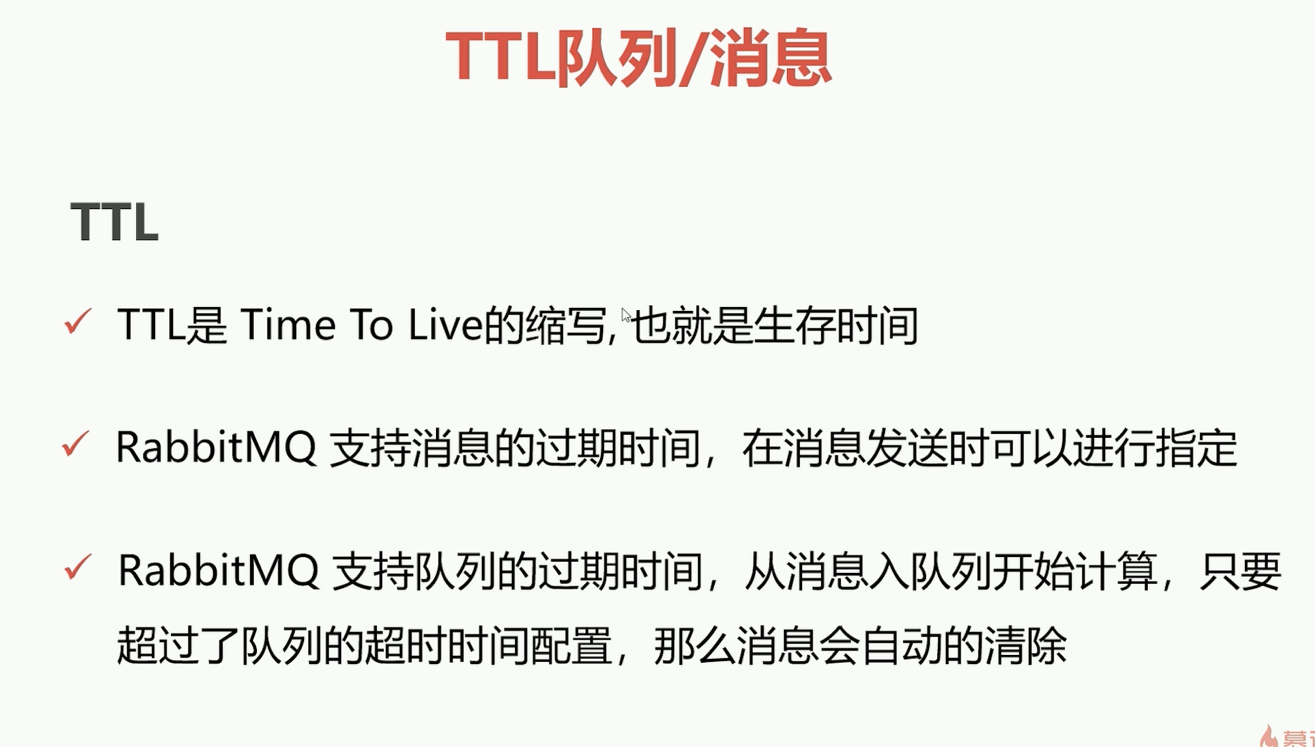 TTL队列/消息
TTL
TTL是 Time To Live的缩写, 也就是生存时间
RabbitMQ 支持消息的过期时间，在消息发送时可以进行指定
RabbitMQ 支持队列的过期时间，从消息入队列开始计算，只要
超过了队列的超时时间配置，那么消息会自动的清除